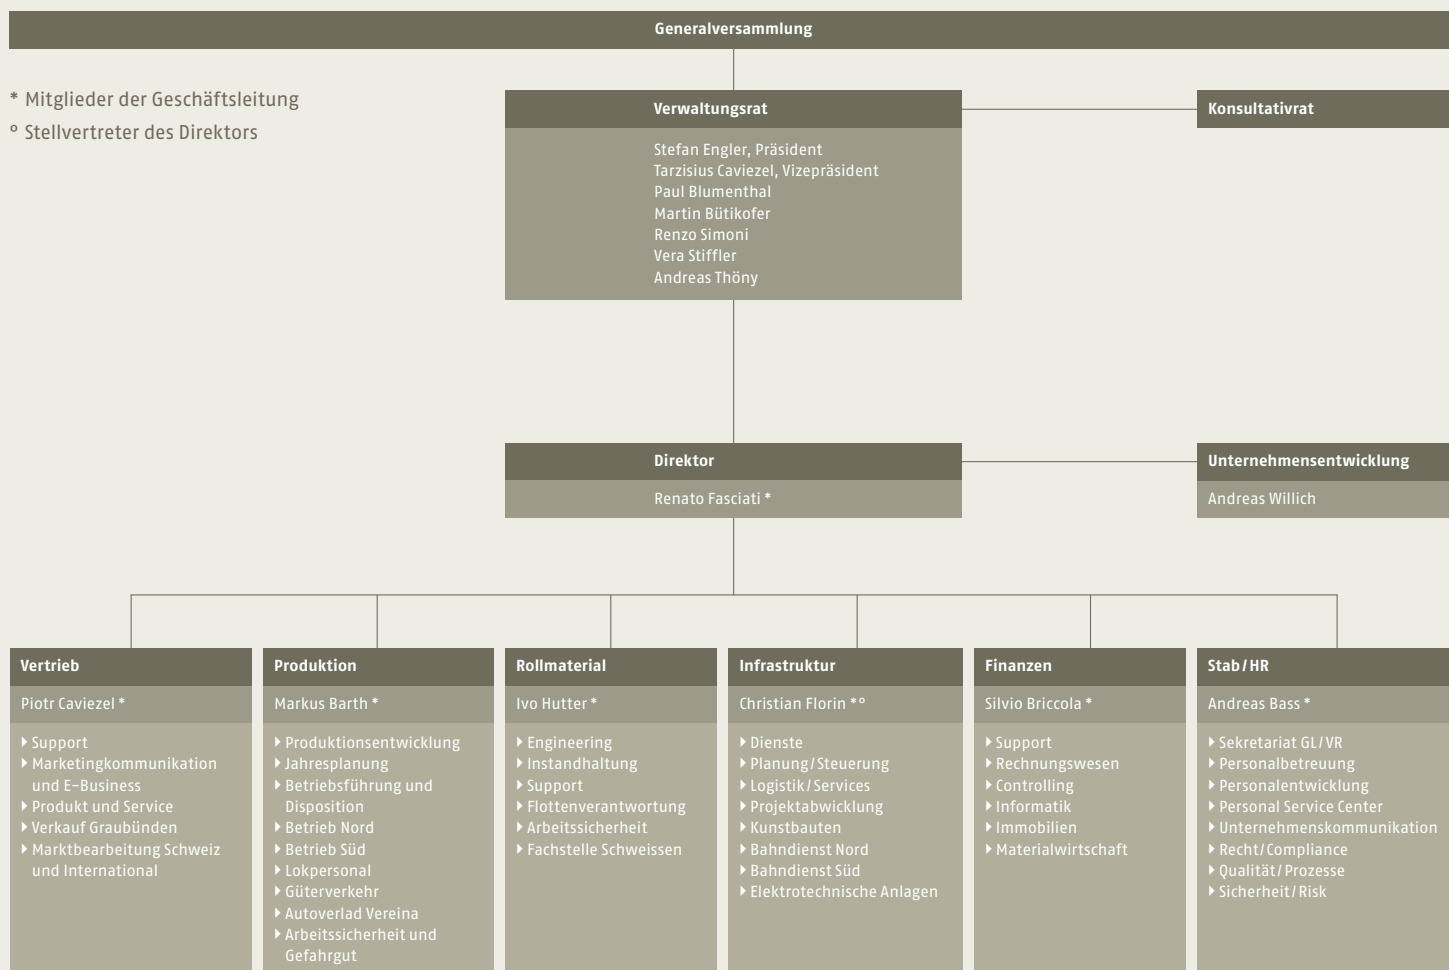 Generalversammlung
* Mitglieder der Geschäftsleitung
° Stellvertreter des Direktors
Verwaltungsrat
Stefan Engler, Präsident
Tarzisius Caviezel, Vizepräsident
Paul Blumenthal
Martin Bütikofer
Renzo Simoni
Vera Stiffler
Andreas Thöny
Konsultativrat
Direktor
Renato Fasciati *
Unternehmensentwicklung
Andreas Willich
Vertrieb
Piotr Caviezel *
Support
Marketingkommunikation
und E-Business
Produkt und Service
Verkauf Graubünden
Marktbearbeitung Schweiz
und International
Produktion
Markus Barth *
Produktionsentwicklung
Jahresplanung
Betriebsführung und
Disposition
Betrieb Nord
Betrieb Süd
Lokpersonal
Güterverkehr
Autoverlad Vereina
Arbeitssicherheit und
Gefahrgut
Rollmaterial
Ivo Hutter *
Engineering
Instandhaltung
Support
Flottenverantwortung
Arbeitssicherheit
Fachstelle Schweissen
Infrastruktur
Christian Florin *°
Dienste
Planung/Steuerung
Logistik/Services
Projektabwicklung
Kunstbauten
Bahndienst Nord
Bahndienst Süd
Elektrotechnische Anlagen
Finanzen
Silvio Briccola *
Support
Rechnungswesen
Controlling
Informatik
Immobilien
Materialwirtschaft
Stab/HR
Andreas Bass *
Sekretariat GL/VR
Personalbetreuung
Personalentwicklung
Personal Service Center
Unternehmenskommunikation
Recht/Compliance
Qualität/Prozesse
Sicherheit/Risk